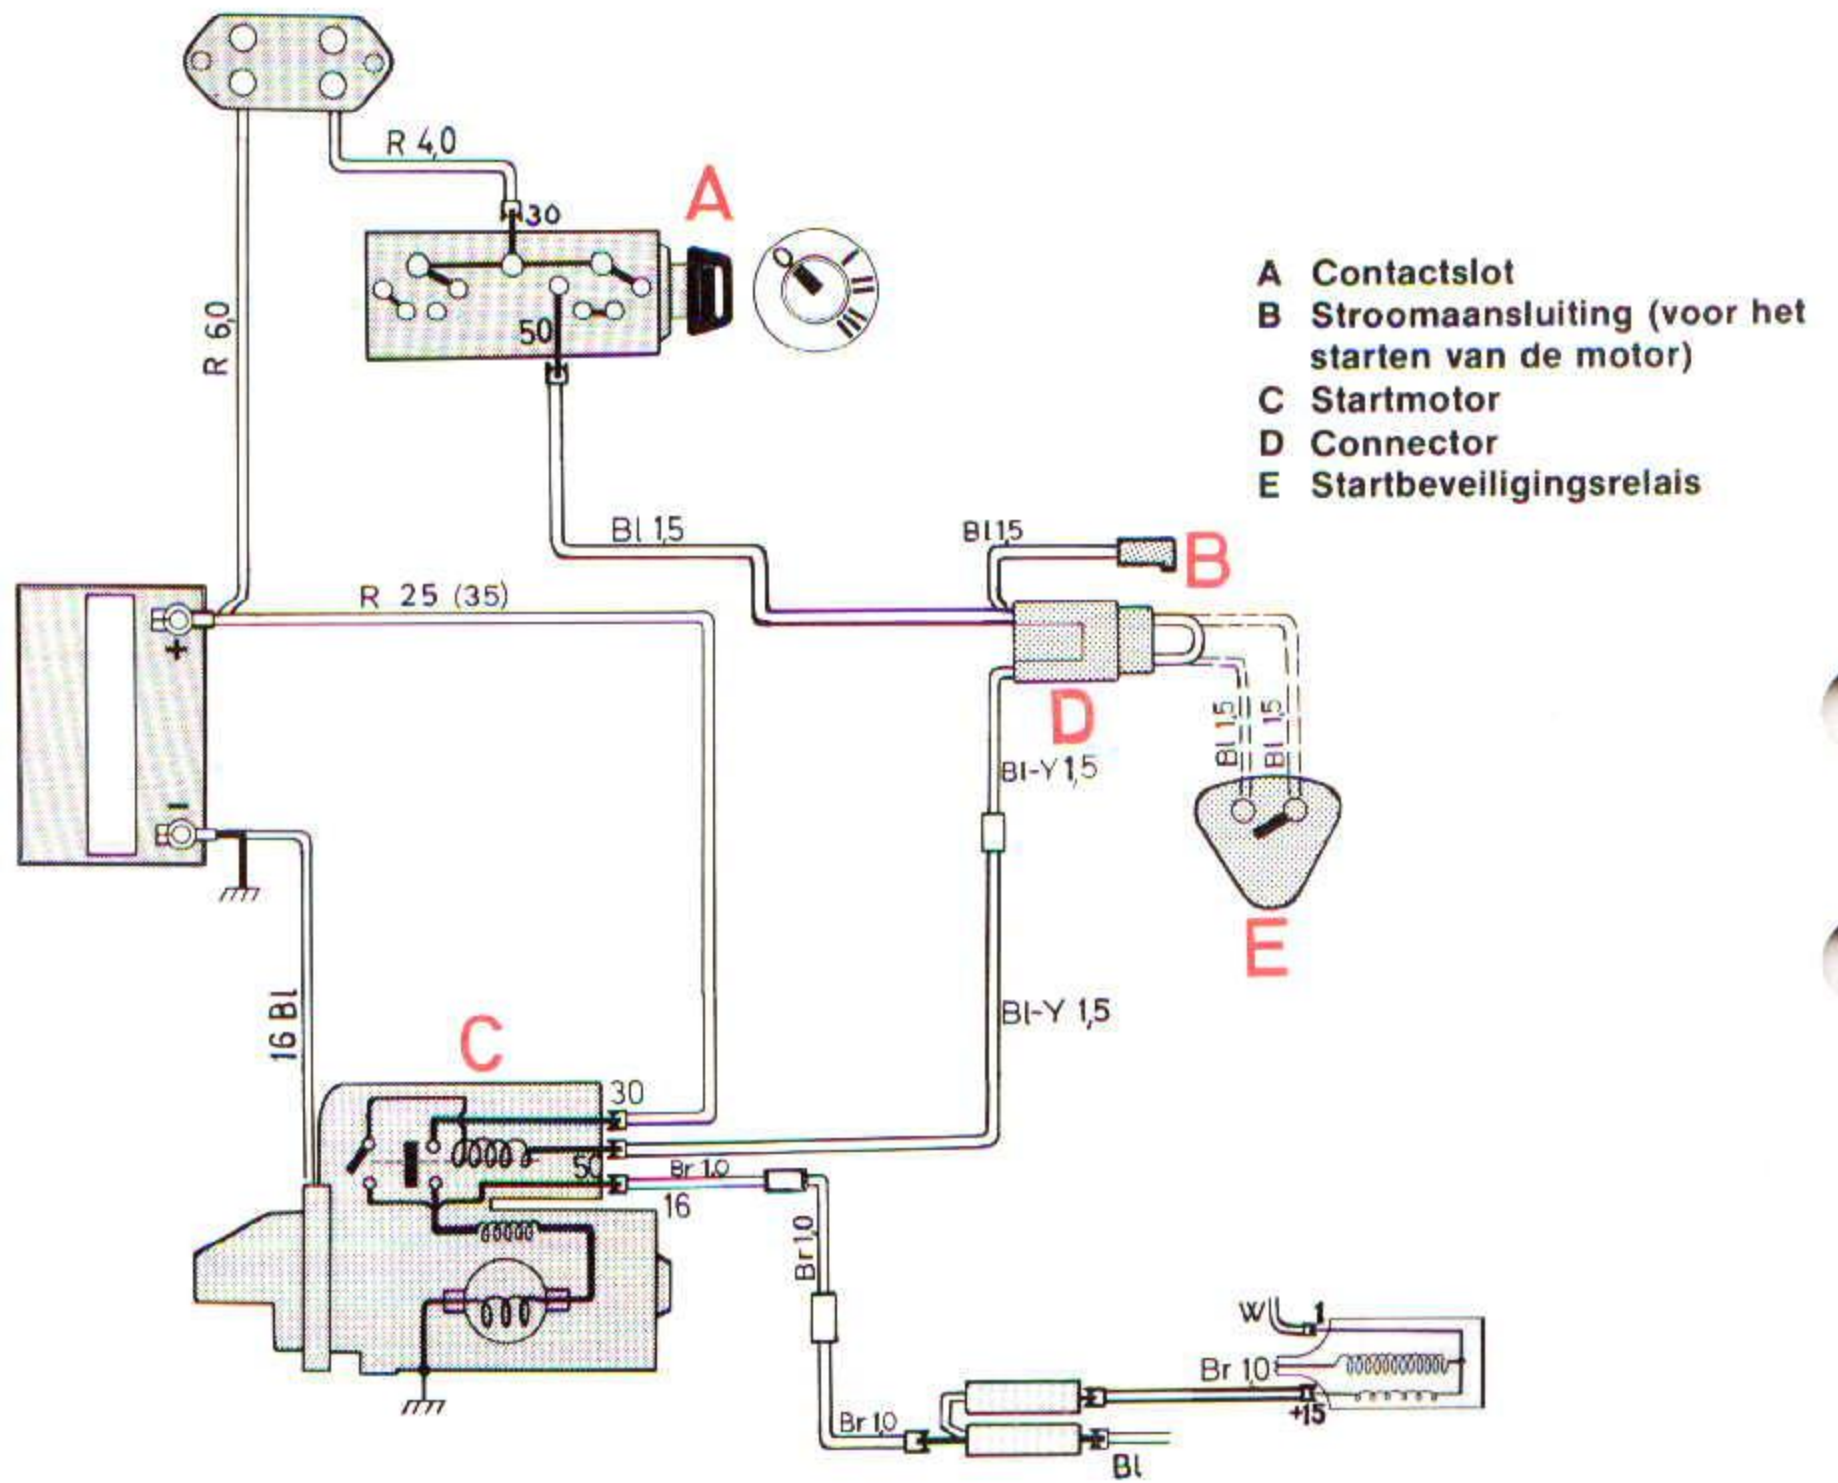 R 4,0
30
A
O I II III
50
R 6,0
A Contactslot
B Stroomaansluiting (voor het
starten van de motor)
C Startmotor
D Connector
E Startbeveiligingsrelais
Bl 1,5
Bl 1,5
B
R 25 (35)
+
D
Bl 1,5
Bl 1,5
Bl-Y 1,5
−
E
16 Bl
C
Bl-Y 1,5
30
50
Br 1,0
16
Br 1,0
W
1
Br 1,0
+15
Br 1,0
Bl